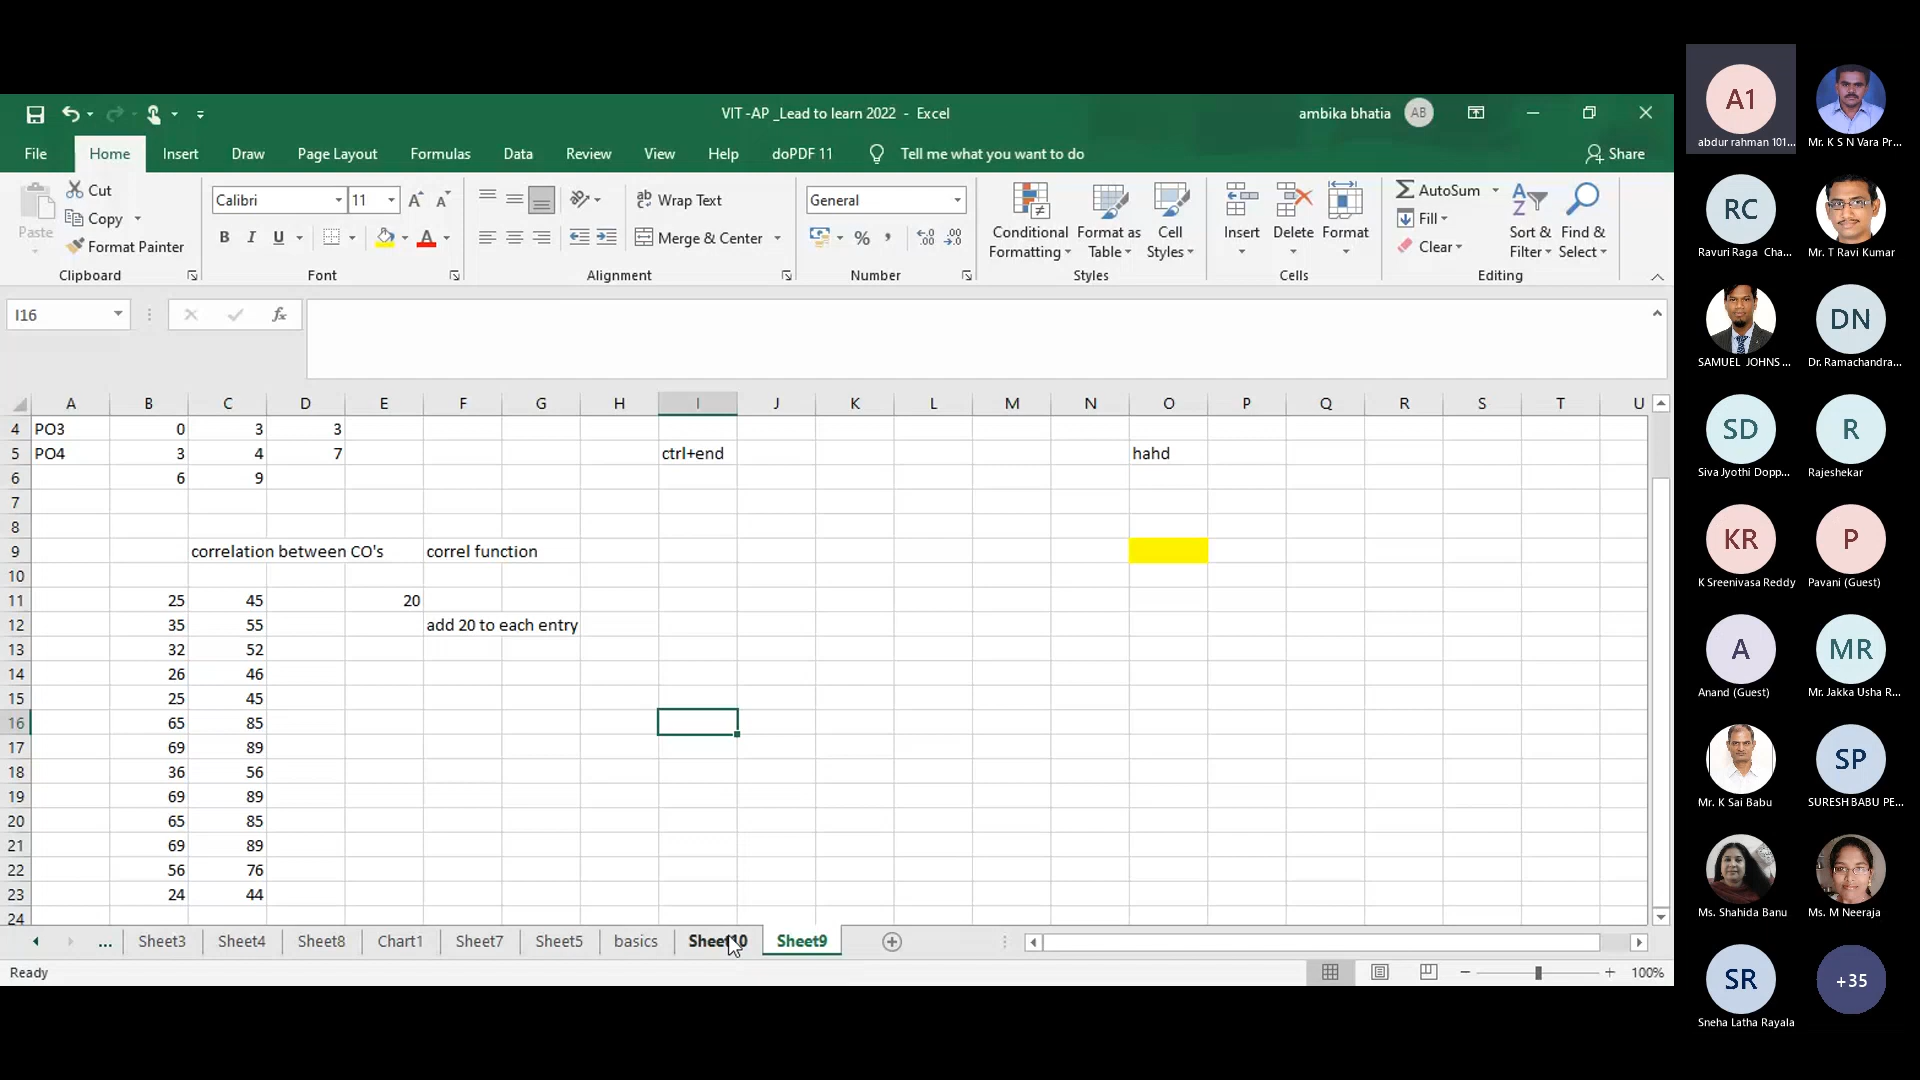 VIT -AP _Lead to learn 2022 - Excel
ambika bhatia AB
File Home Insert Draw Page Layout Formulas Data Review View Help doPDF 11 Tell me what you want to do Share
Paste
Cut
Copy
Format Painter
Clipboard
Calibri 11
B I U
Font
Wrap Text
Merge & Center
Alignment
General
Number
Conditional Formatting
Format as Table
Cell Styles
Styles
Insert
Delete
Format
Cells
AutoSum
Fill
Clear
Sort & Filter
Find & Select
Editing
I16
fx
A B C D E F G H I J K L M N O P Q R S T U
4 PO3 0 3 3
5 PO4 3 4 7 ctrl+end hahd
6 6 9
7
8
9 correlation between CO's correl function
10
11 25 45 20
12 35 55 add 20 to each entry
13 32 52
14 26 46
15 25 45
16 65 85
17 69 89
18 36 56
19 69 89
20 65 85
21 69 89
22 56 76
23 24 44
24
... Sheet3 Sheet4 Sheet8 Chart1 Sheet7 Sheet5 basics Sheet10 Sheet9
Ready
100%
A1
abdur rahman 101...
Mr. K S N Vara Pr...
RC
Ravuri Raga Cha...
Mr. T Ravi Kumar
SAMUEL JOHNS ...
DN
Dr. Ramachandra...
SD
Siva Jyothi Dopp...
R
Rajeshekar
KR
K Sreenivasa Reddy
P
Pavani (Guest)
A
Anand (Guest)
MR
Mr. Jakka Usha R...
Mr. K Sai Babu
SP
SURESH BABU PE...
Ms. Shahida Banu
Ms. M Neeraja
SR
Sneha Latha Rayala
+35